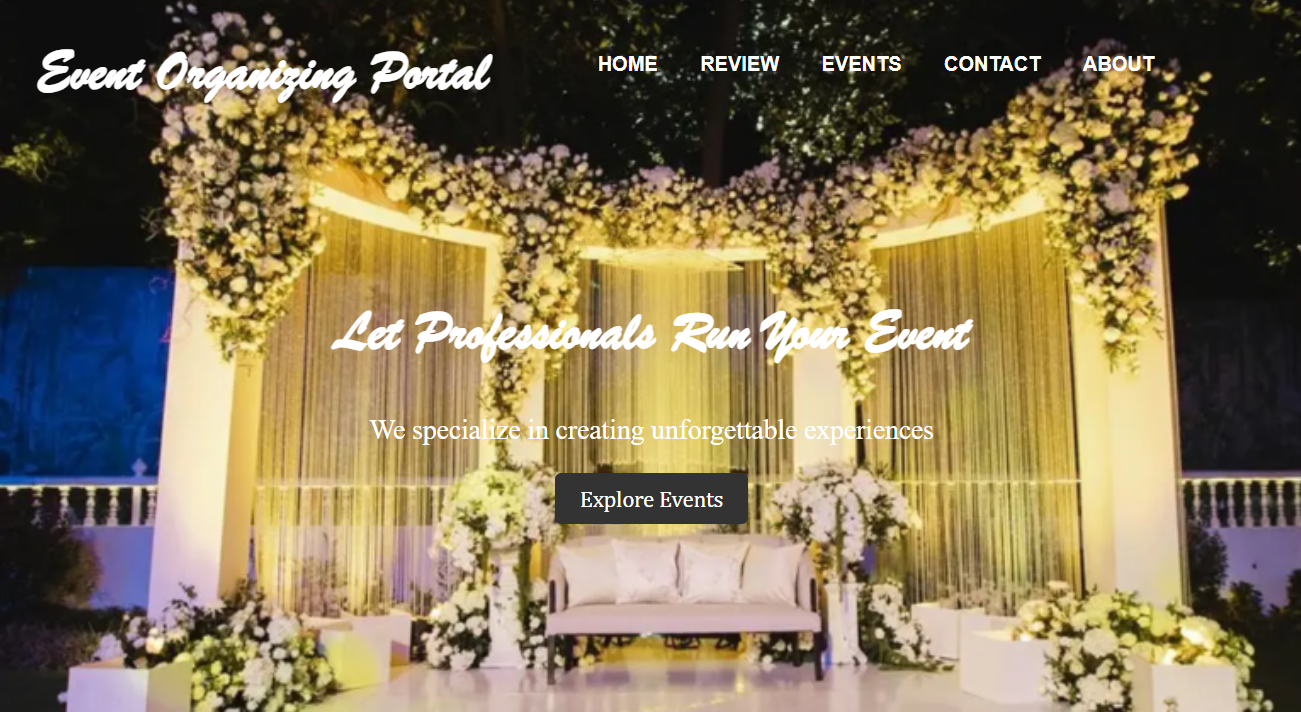 Event Organizing Portal
HOME REVIEW EVENTS CONTACT ABOUT
Let Professionals Run Your Event
We specialize in creating unforgettable experiences
Explore Events